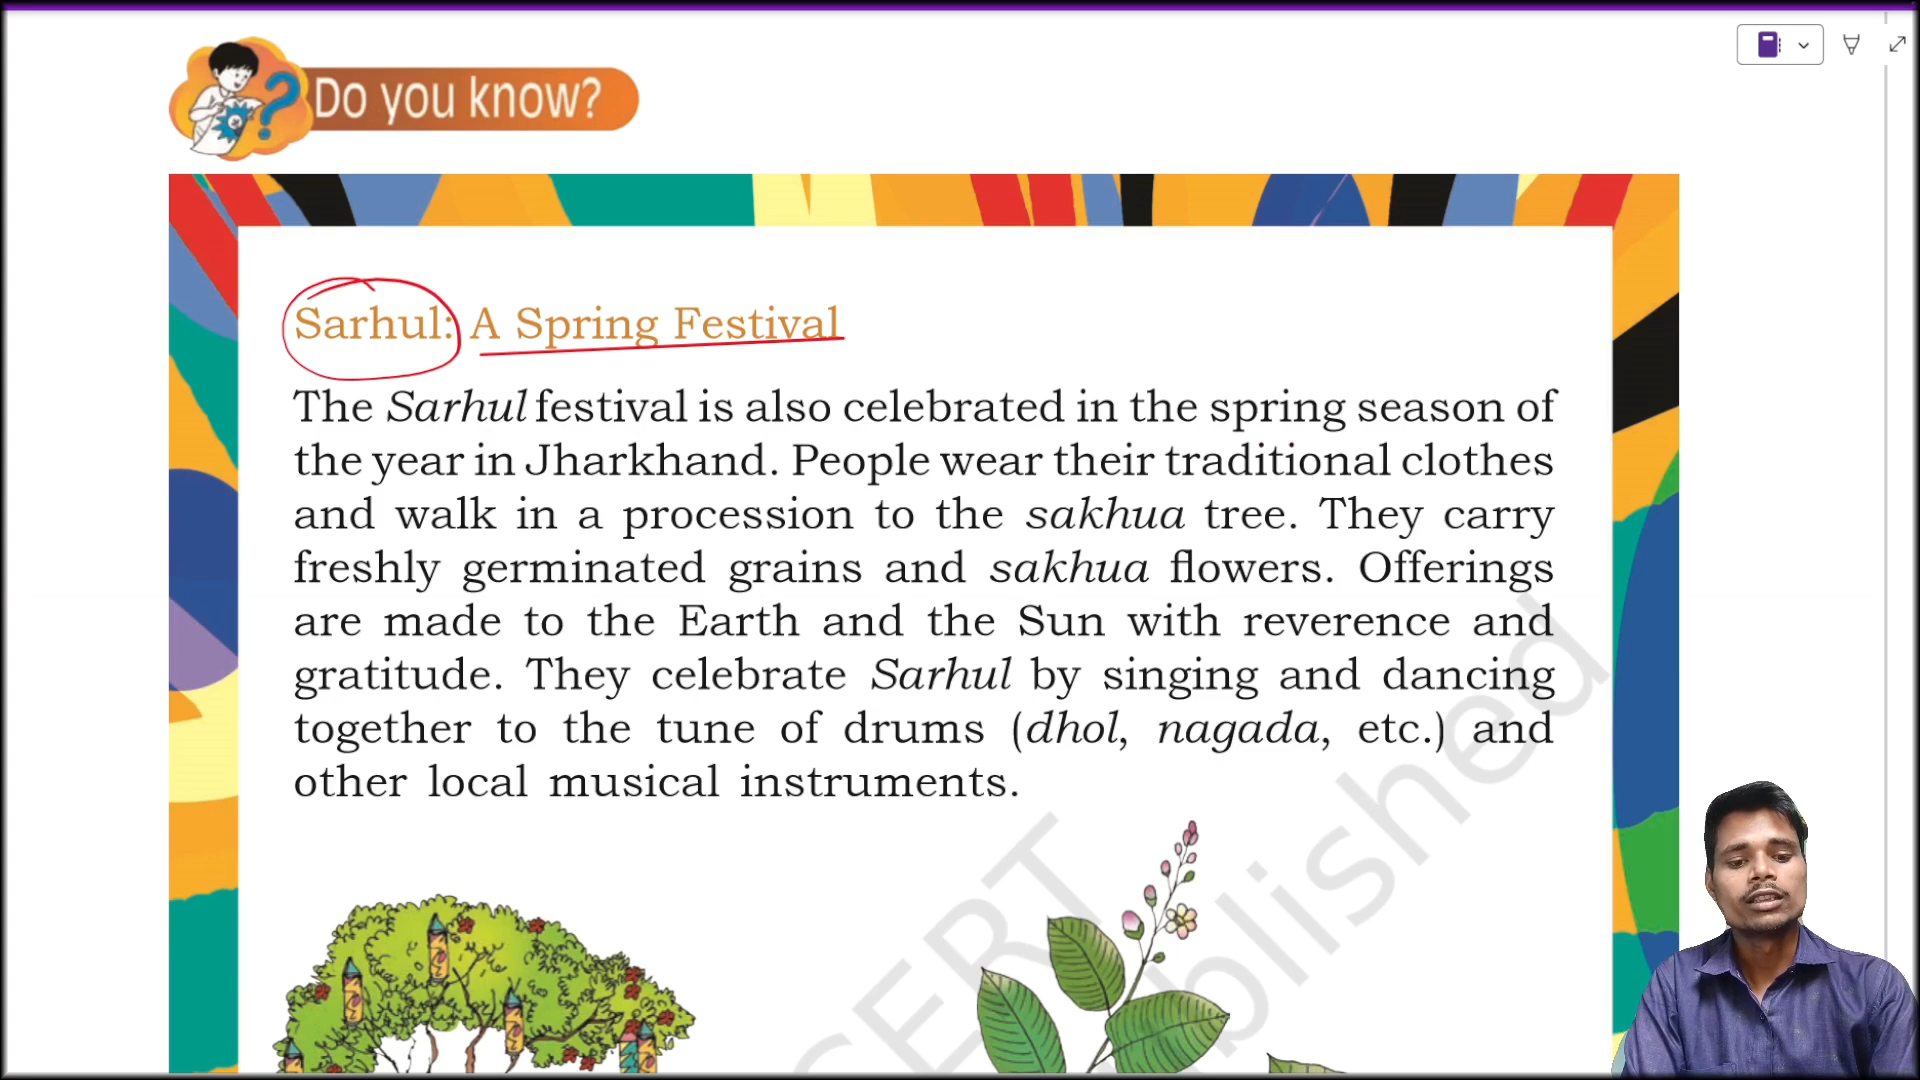 Do you know?
Sarhul: A Spring Festival
The Sarhul festival is also celebrated in the spring season of
the year in Jharkhand. People wear their traditional clothes
and walk in a procession to the sakhua tree. They carry
freshly germinated grains and sakhua flowers. Offerings
are made to the Earth and the Sun with reverence and
gratitude. They celebrate Sarhul by singing and dancing
together to the tune of drums (dhol, nagada, etc.) and
other local musical instruments.